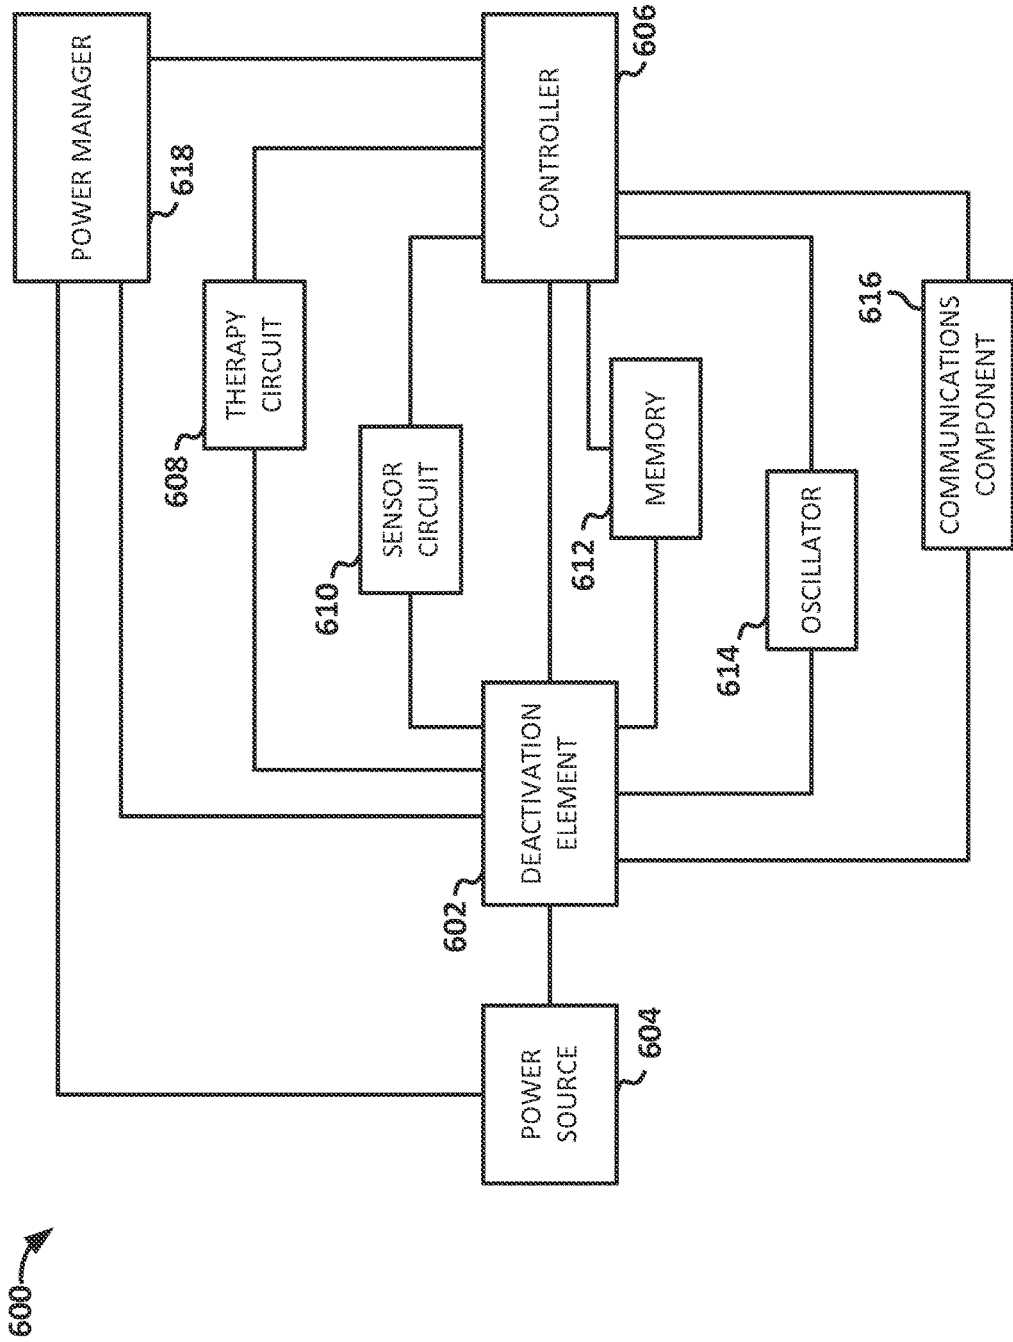 600
POWER MANAGER
618
THERAPY
CIRCUIT
608
SENSOR
CIRCUIT
610
POWER
SOURCE
604
DEACTIVATION
ELEMENT
602
CONTROLLER
606
MEMORY
612
OSCILLATOR
614
COMMUNICATIONS
COMPONENT
616